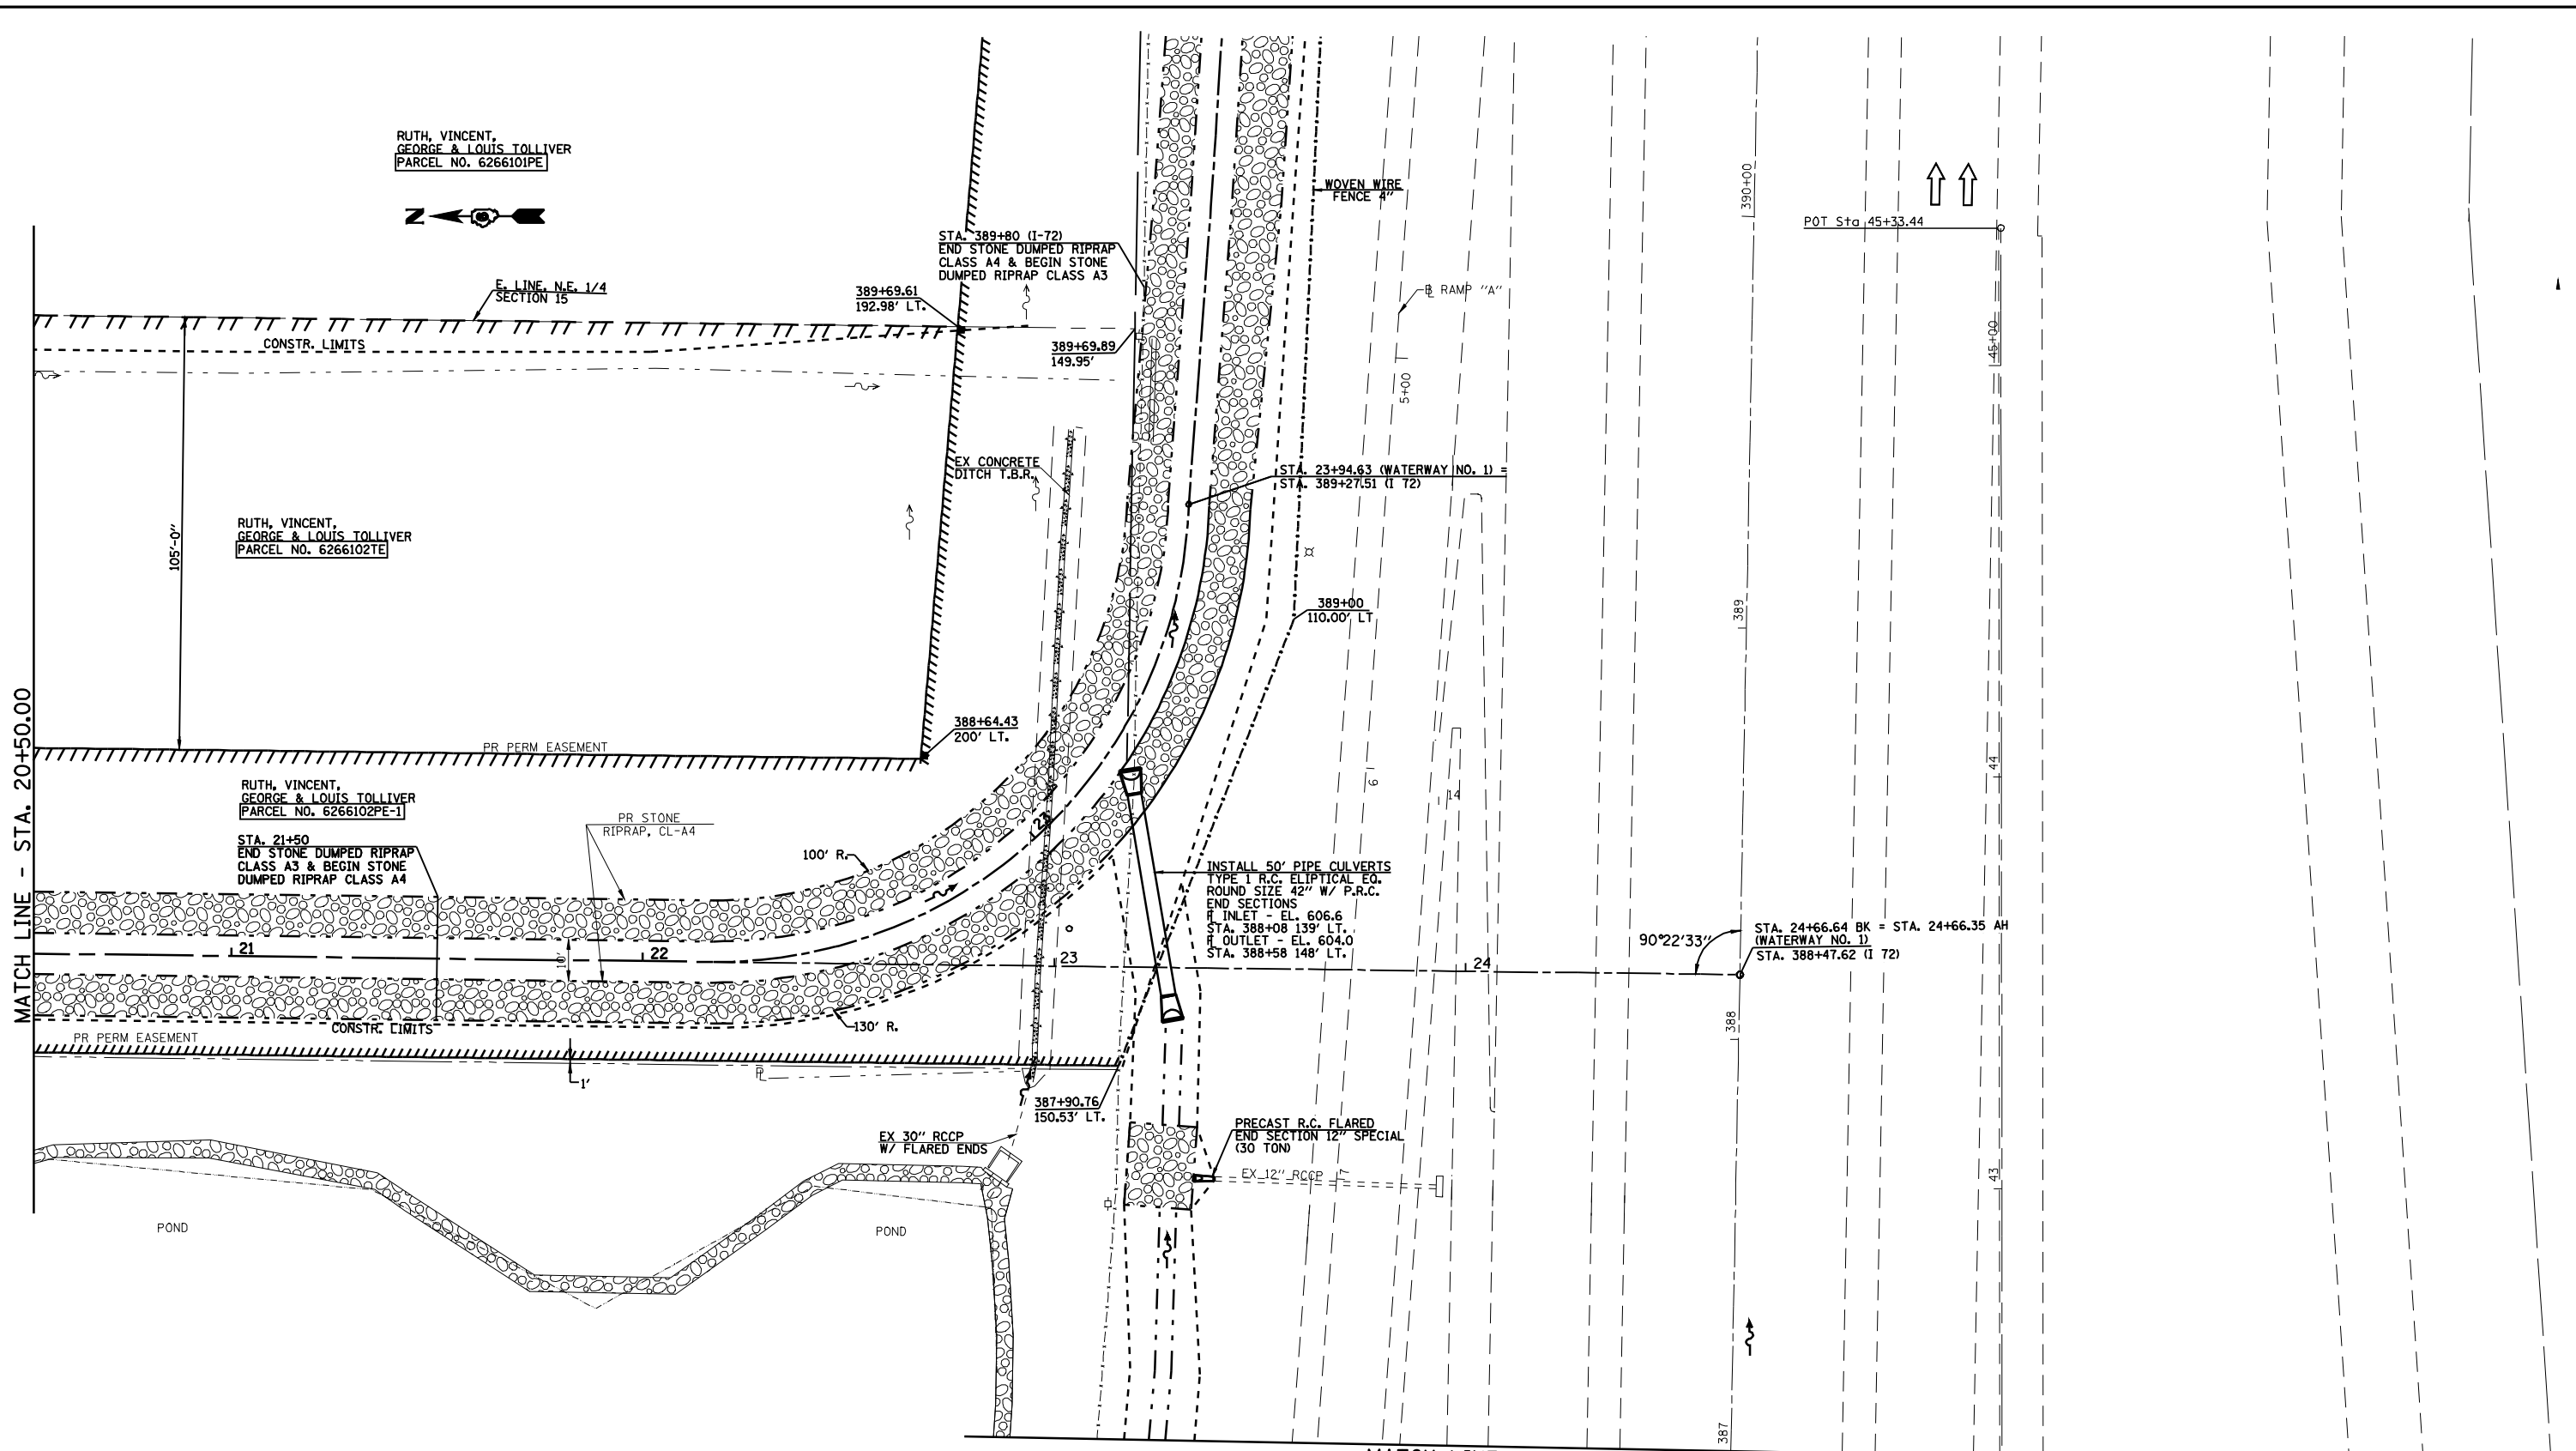 RUTH, VINCENT,
GEORGE & LOUIS TOLLIVER
PARCEL NO. 6266101PE
N
E. LINE, N.E. 1/4
SECTION 15
CONSTR. LIMITS
389+69.61
192.98' LT.
STA. 389+80 (I-72)
END STONE DUMPED RIPRAP
CLASS A4 & BEGIN STONE
DUMPED RIPRAP CLASS A3
389+69.89
149.95'
WOVEN WIRE
FENCE 4"
RAMP "A"
5+00
390+00
POT Sta 45+33.44
45+00
EX CONCRETE
DITCH T.B.R.
STA. 23+94.63 (WATERWAY NO. 1) =
STA. 389+27.51 (I 72)
105'-0"
RUTH, VINCENT,
GEORGE & LOUIS TOLLIVER
PARCEL NO. 6266102TE
389+00
110.00' LT
389
388+64.43
200' LT.
PR PERM EASEMENT
MATCH LINE - STA. 20+50.00
RUTH, VINCENT,
GEORGE & LOUIS TOLLIVER
PARCEL NO. 6266102PE-1
STA. 21+50
END STONE DUMPED RIPRAP
CLASS A3 & BEGIN STONE
DUMPED RIPRAP CLASS A4
PR STONE
RIPRAP, CL-A4
100' R.
23
6
14
44
INSTALL 50' PIPE CULVERTS
TYPE 1 R.C. ELIPTICAL EQ.
ROUND SIZE 42" W/ P.R.C.
END SECTIONS
INLET - EL. 606.6
STA. 388+08 139' LT.
OUTLET - EL. 604.0
STA. 388+58 148' LT.
90°22'33"
STA. 24+66.64 BK = STA. 24+66.35 AH
(WATERWAY NO. 1)
STA. 388+47.62 (I 72)
21
22
10'
23
24
130' R.
CONSTR. LIMITS
PR PERM EASEMENT
388
1'
387+90.76
150.53' LT.
EX 30" RCCP
W/ FLARED ENDS
PRECAST R.C. FLARED
END SECTION 12" SPECIAL
(30 TON)
EX 12" RCCP
7
43
POND
POND
387